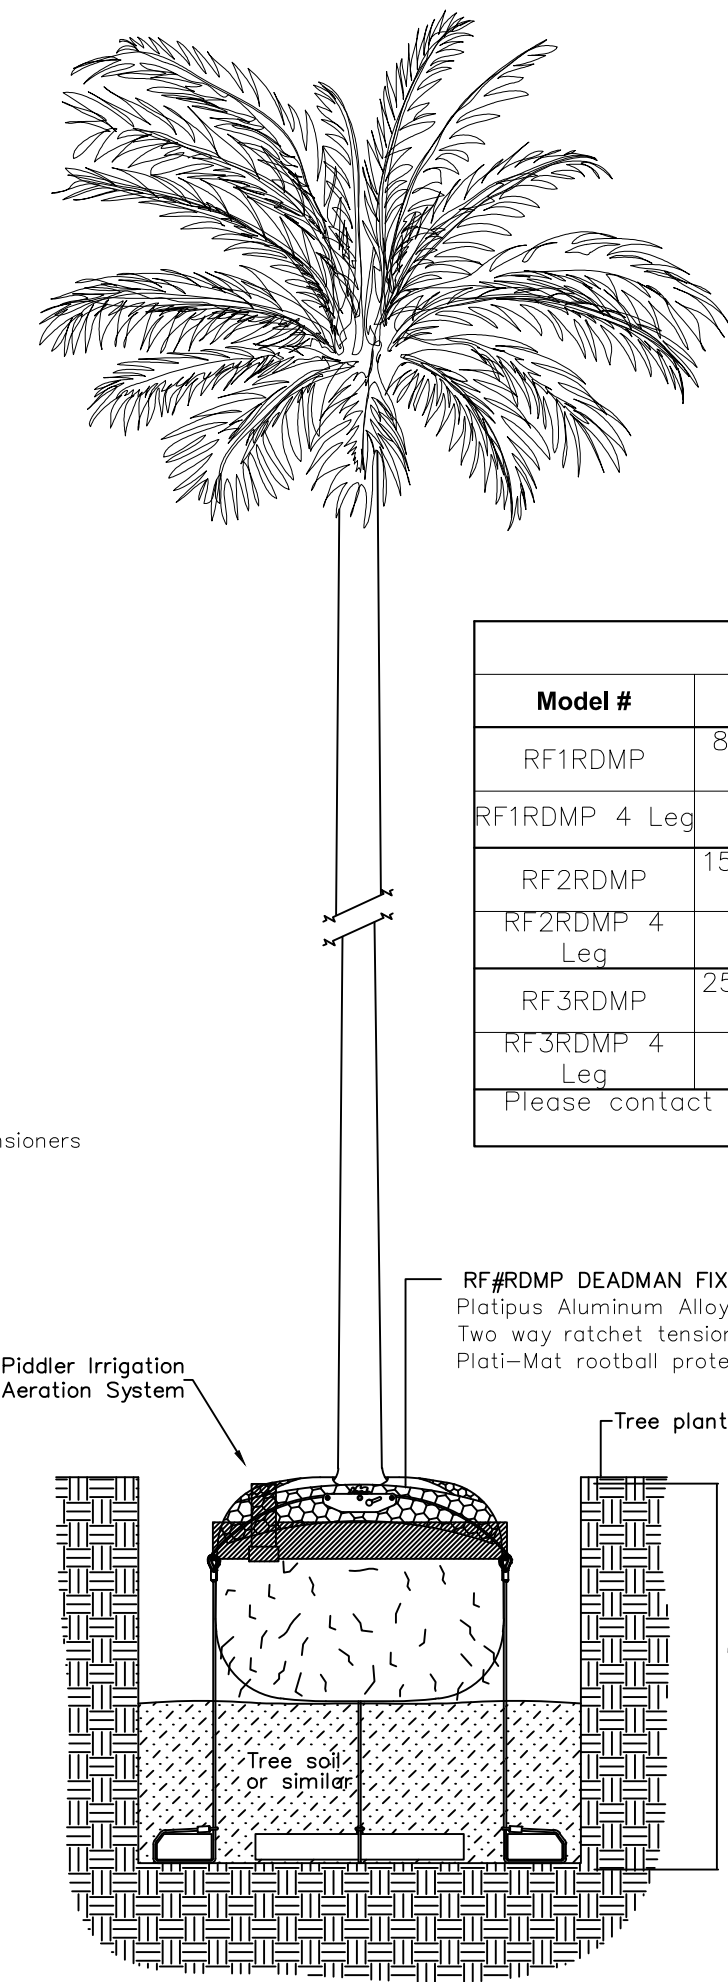 Model #
RF1RDMP
8
RF1RDMP 4 Leg
RF2RDMP
15
RF2RDMP 4
Leg
RF3RDMP
25
RF3RDMP 4
Leg
Please contact
nsioners
RF#RDMP DEADMAN FIX
Platipus Aluminum Alloy
Two way ratchet tension
Plati-Mat rootball prote
Piddler Irrigation
Aeration System
Tree plant
Tree soil
or similar